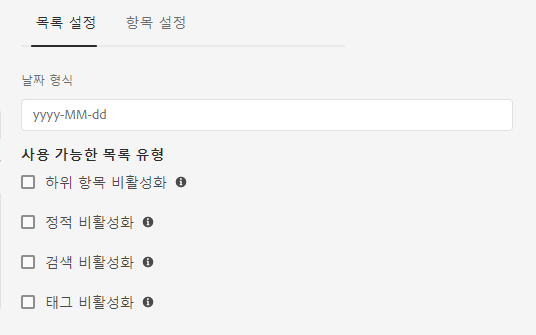 목록 설정 항목 설정
날짜 형식
yyyy-MM-dd
사용 가능한 목록 유형
하위 항목 비활성화
정적 비활성화
검색 비활성화
태그 비활성화